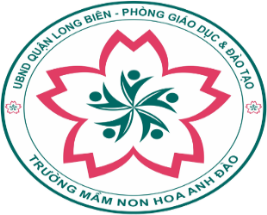 UBND QUẬN LONG BIÊN - PHÒNG GIÁO DỤC & ĐÀO TẠO
TRƯỜNG MẦM NON HOA ANH ĐÀO